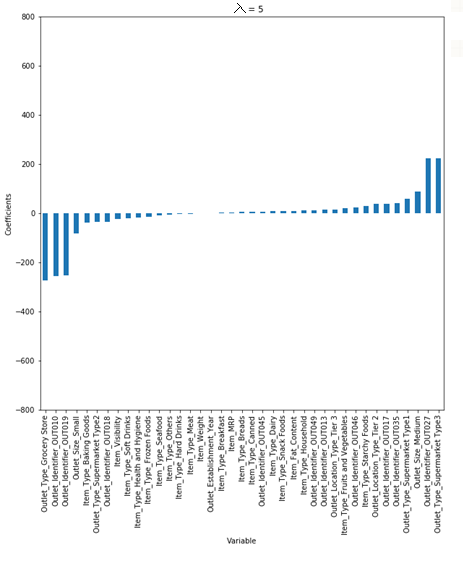 λ = 5
800
600
400
200
0
−200
−400
−600
−800
Coefficients
Outlet_Type_Grocery Store
Outlet_Identifier_OUT010
Outlet_Identifier_OUT019
Outlet_Size_Small
Item_Type_Baking Goods
Outlet_Type_Supermarket Type2
Outlet_Identifier_OUT018
Item_Visibility
Item_Type_Soft Drinks
Item_Type_Health and Hygiene
Item_Type_Frozen Foods
Item_Type_Seafood
Item_Type_Others
Item_Type_Hard Drinks
Item_Type_Meat
Item_Weight
Outlet_Establishment_Year
Item_Type_Breakfast
Item_MRP
Item_Type_Breads
Item_Type_Canned
Outlet_Identifier_OUT045
Item_Type_Dairy
Item_Type_Snack Foods
Item_Fat_Content
Item_Type_Household
Outlet_Identifier_OUT049
Outlet_Identifier_OUT013
Outlet_Location_Type_Tier 3
Item_Type_Fruits and Vegetables
Outlet_Identifier_OUT046
Item_Type_Starchy Foods
Outlet_Location_Type_Tier 2
Outlet_Identifier_OUT017
Outlet_Identifier_OUT035
Outlet_Type_Supermarket Type1
Outlet_Size_Medium
Outlet_Identifier_OUT027
Outlet_Type_Supermarket Type3
Variable